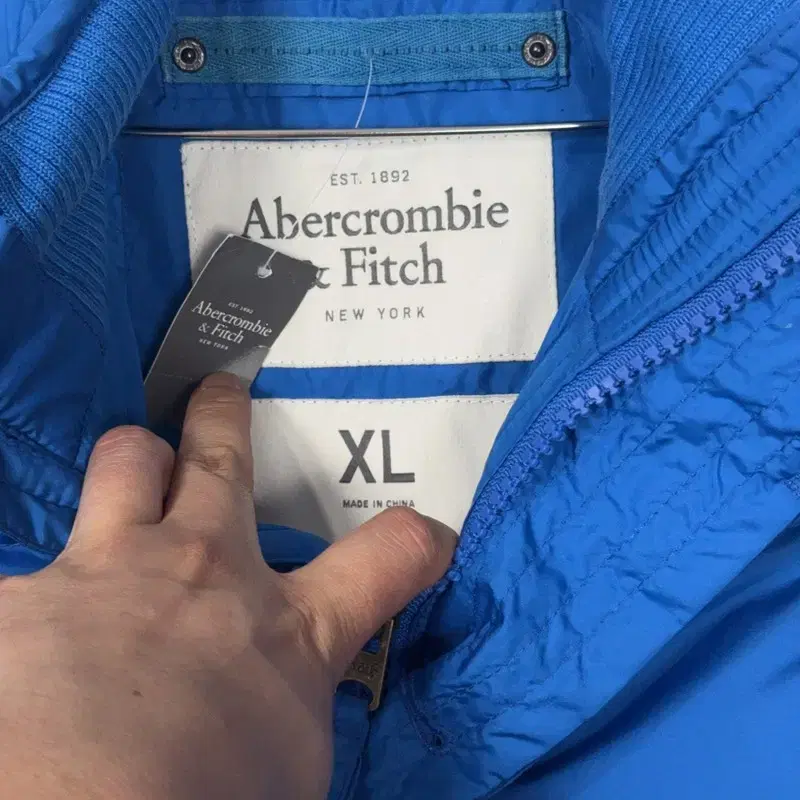 EST. 1892
Abercrombie
& Fitch
NEW YORK
EST 1892
Abercrombie
& Fitch
NEW YORK
XL
MADE IN CHINA